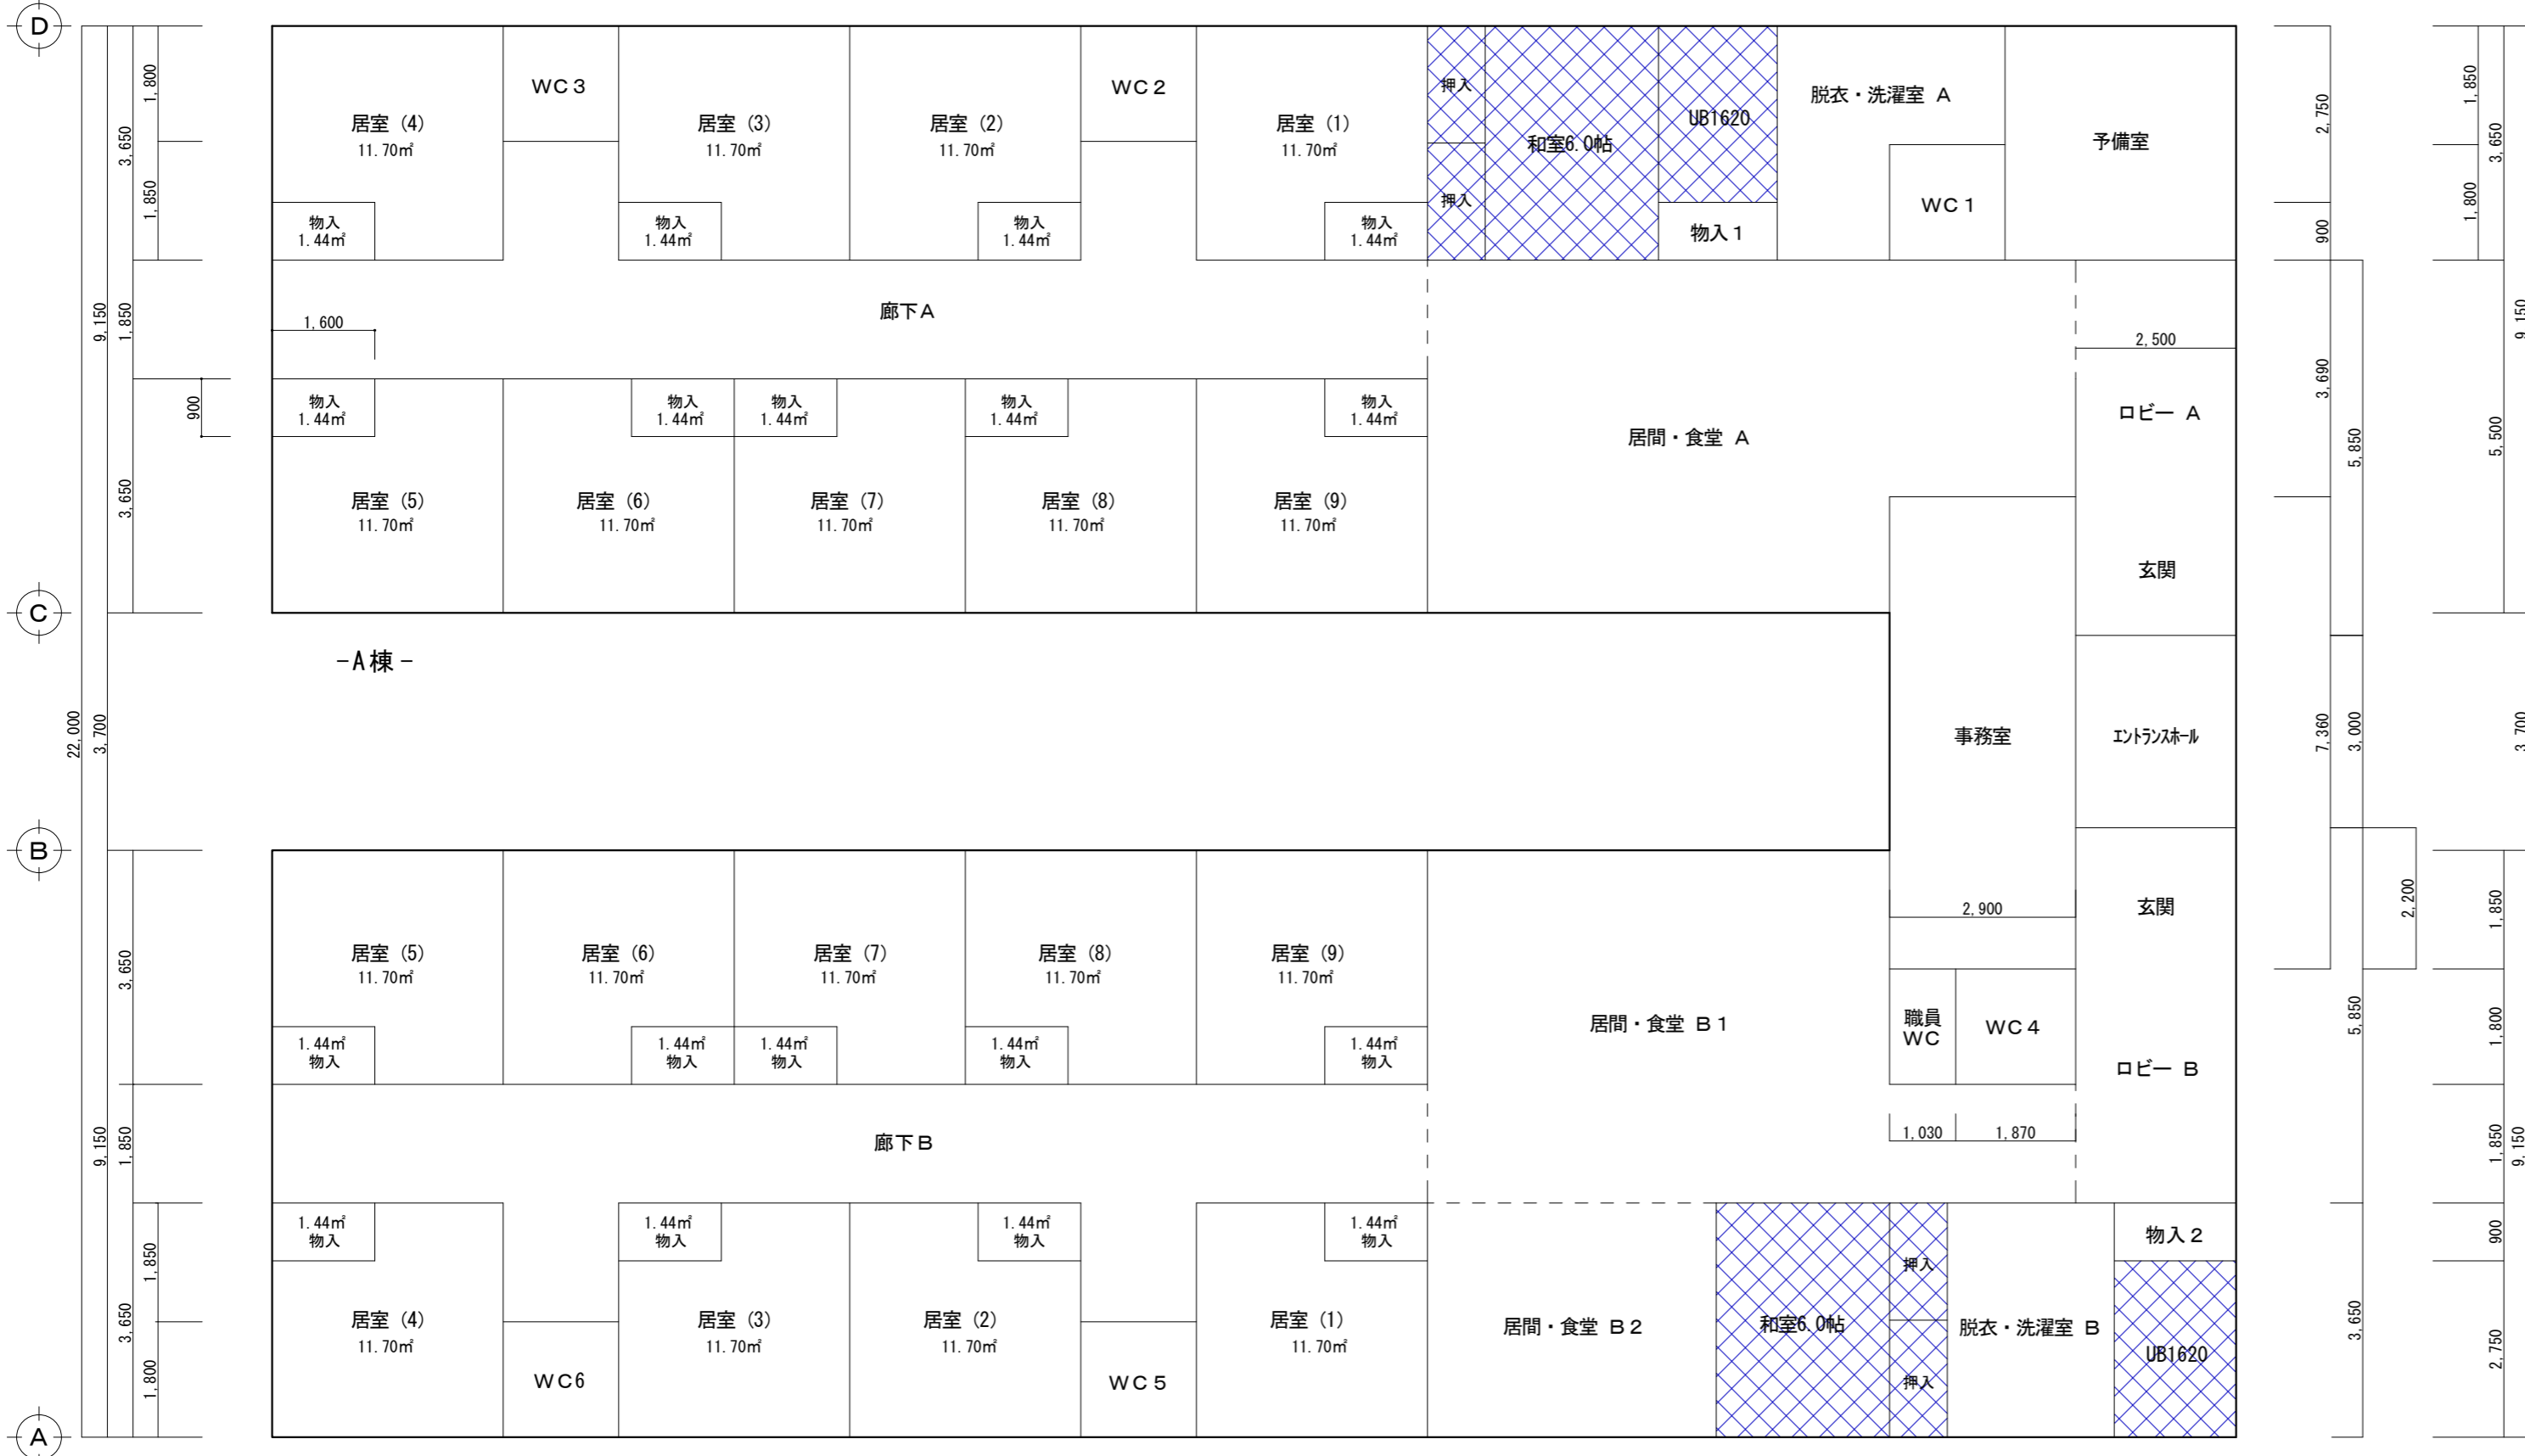 D
1,800
3,650
1,850
居室 (4)
11.70㎡
物入
1.44㎡
WC3
居室 (3)
11.70㎡
物入
1.44㎡
居室 (2)
11.70㎡
物入
1.44㎡
WC2
居室 (1)
11.70㎡
物入
1.44㎡
押入
押入
和室6.0帖
UB1620
物入1
脱衣・洗濯室 A
WC1
予備室
2,750
900
1,850
1,800
3,650
9,150
1,850
1,600
廊下A
900
3,650
物入
1.44㎡
物入
1.44㎡
物入
1.44㎡
物入
1.44㎡
物入
1.44㎡
居室 (5)
11.70㎡
居室 (6)
11.70㎡
居室 (7)
11.70㎡
居室 (8)
11.70㎡
居室 (9)
11.70㎡
居間・食堂 A
2,500
ロビー A
玄関
3,690
5,850
5,500
9,150
C
-A棟-
22,000
3,700
事務室
エントランスホール
7,360
3,000
3,700
B
居室 (5)
11.70㎡
居室 (6)
11.70㎡
居室 (7)
11.70㎡
居室 (8)
11.70㎡
居室 (9)
11.70㎡
3,650
1.44㎡
物入
1.44㎡
物入
1.44㎡
物入
1.44㎡
物入
1.44㎡
物入
居間・食堂 B1
2,900
玄関
職員
WC
WC4
ロビー B
2,200
1,850
5,850
1,800
9,150
1,850
廊下B
1,030
1,870
1,850
9,150
1,850
3,650
1,800
1.44㎡
物入
1.44㎡
物入
1.44㎡
物入
1.44㎡
物入
居室 (4)
11.70㎡
WC6
居室 (3)
11.70㎡
居室 (2)
11.70㎡
WC5
居室 (1)
11.70㎡
居間・食堂 B2
和室6.0帖
押入
押入
脱衣・洗濯室 B
物入2
UB1620
3,650
900
2,750
A